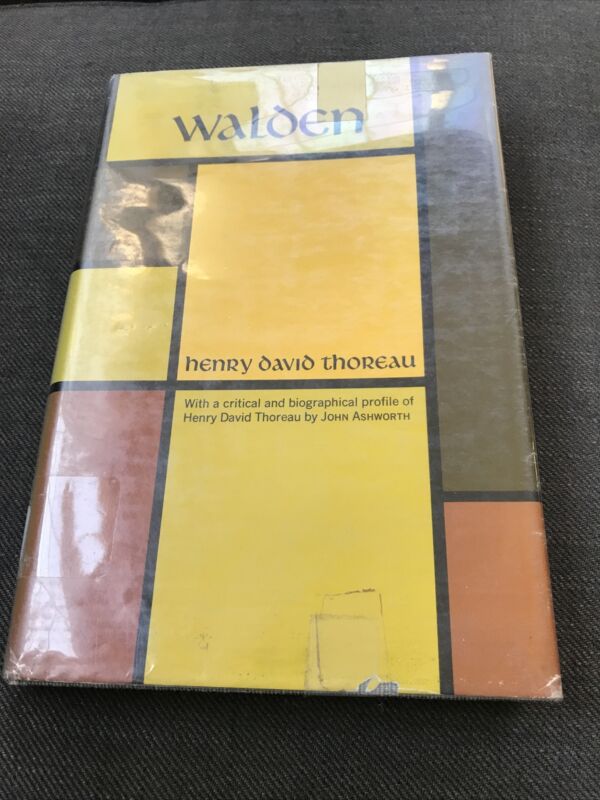 walden
henry david thoreau
With a critical and biographical profile of
Henry David Thoreau by JOHN ASHWORTH